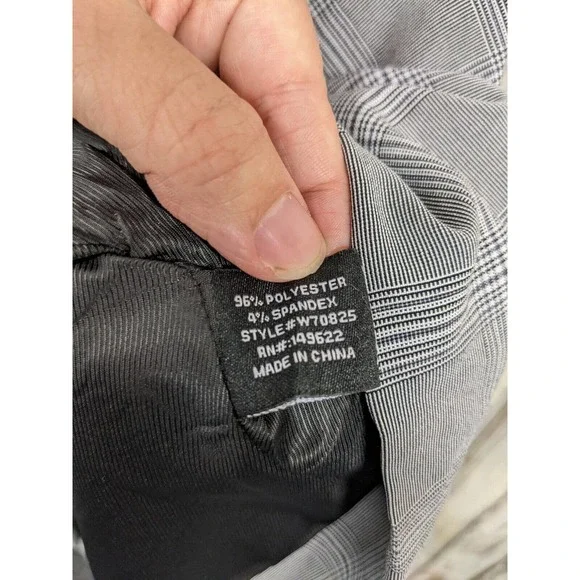 96% POLYESTER
4% SPANDEX
STYLE#:W70825
RN#:149622
MADE IN CHINA